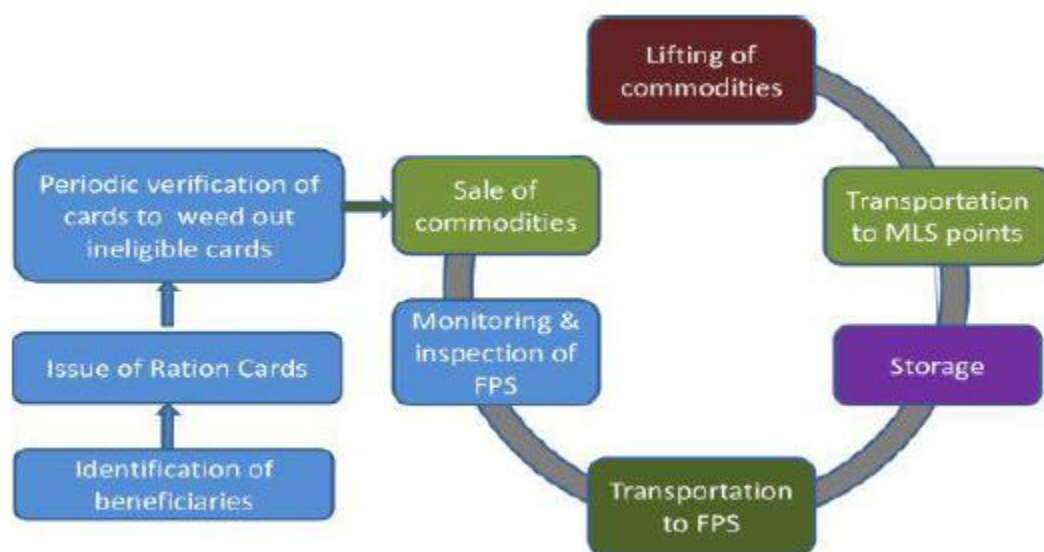 Lifting of
commodities
Periodic verification of
cards to weed out
ineligible cards
Sale of
commodities
Transportation
to MLS points
Issue of Ration Cards
Monitoring &
inspection of
FPS
Storage
Identification of
beneficiaries
Transportation
to FPS